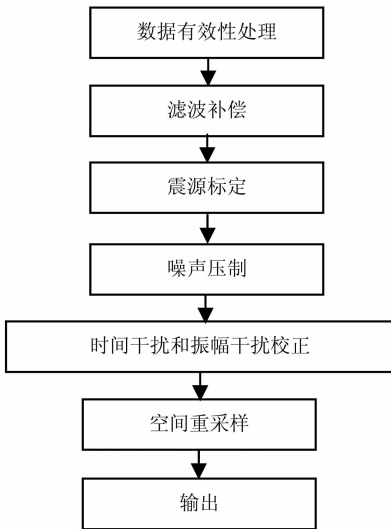 数据有效性处理
滤波补偿
震源标定
噪声压制
时间干扰和振幅干扰校正
空间重采样
输出